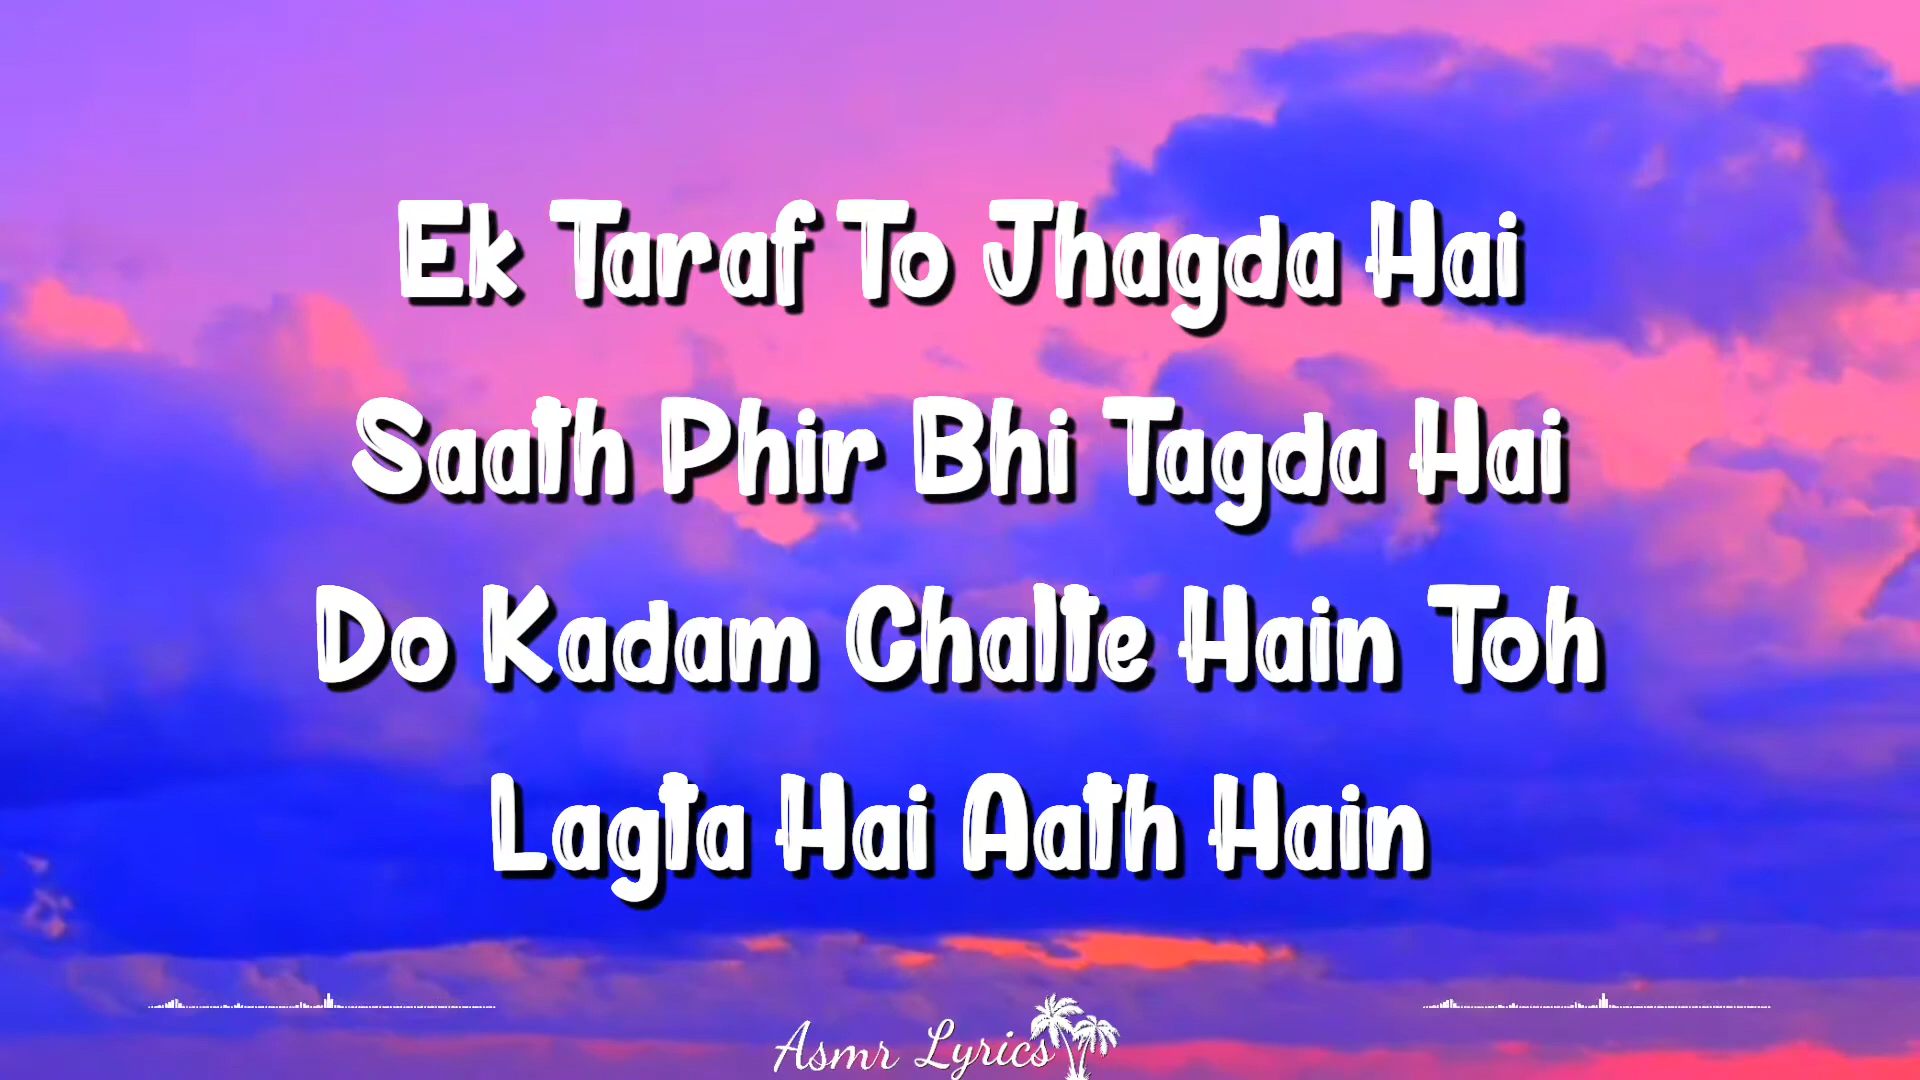 Ek Taraf To Jhagda Hai
Saath Phir Bhi Tagda Hai
Do Kadam Chalte Hain Toh
Lagta Hai Aath Hain
Asmr Lyrics